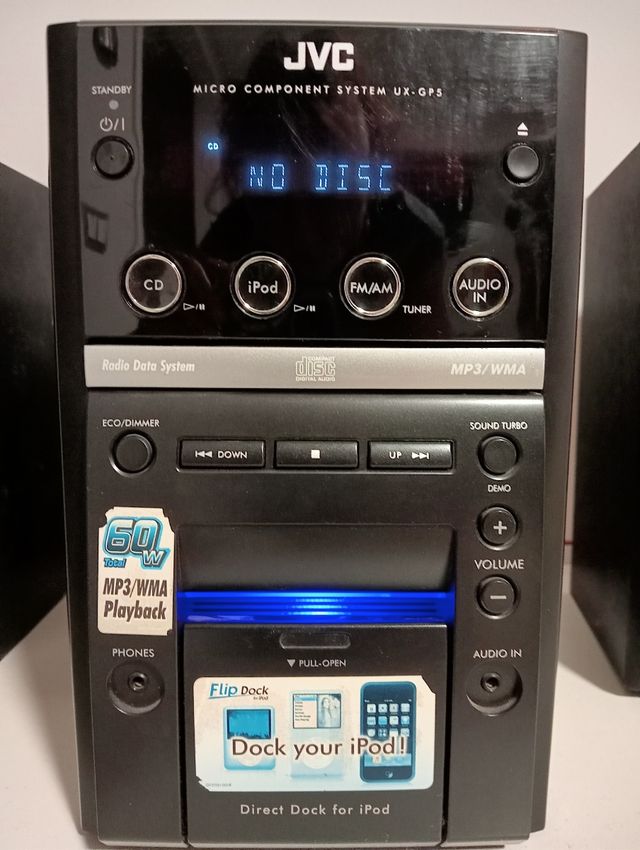 JVC
MICRO COMPONENT SYSTEM UX-GP5
STANDBY
CD
NO DISC
CD
iPod
FM/AM
TUNER
AUDIO
IN
Radio Data System
COMPACT
disc
DIGITAL AUDIO
MP3/WMA
ECO/DIMMER
DOWN
UP
SOUND TURBO
DEMO
60W
Total
MP3/WMA
Playback
+
VOLUME
−
PHONES
AUDIO IN
▼ PULL-OPEN
Flip Dock
for iPod
Dock your iPod!
Direct Dock for iPod